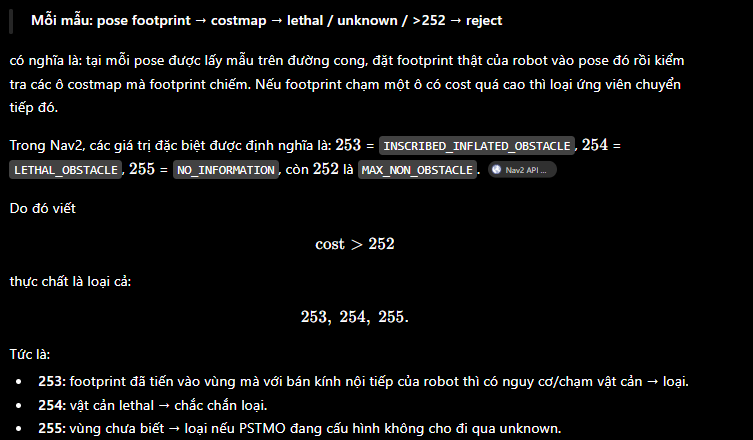 Mỗi mẫu: pose footprint → costmap → lethal / unknown / >252 → reject
có nghĩa là: tại mỗi pose được lấy mẫu trên đường cong, đặt footprint thật của robot vào pose đó rồi kiểm
tra các ô costmap mà footprint chiếm. Nếu footprint chạm một ô có cost quá cao thì loại ứng viên chuyển
tiếp đó.
Trong Nav2, các giá trị đặc biệt được định nghĩa là: 253 = INSCRIBED_INFLATED_OBSTACLE, 254 =
LETHAL_OBSTACLE, 255 = NO_INFORMATION, còn 252 là MAX_NON_OBSTACLE. Nav2 API ...
Do đó viết
cost > 252
thực chất là loại cả:
253, 254, 255.
Tức là:
• 253: footprint đã tiến vào vùng mà với bán kính nội tiếp của robot thì có nguy cơ/chạm vật cản → loại.
• 254: vật cản lethal → chắc chắn loại.
• 255: vùng chưa biết → loại nếu PSTMO đang cấu hình không cho đi qua unknown.